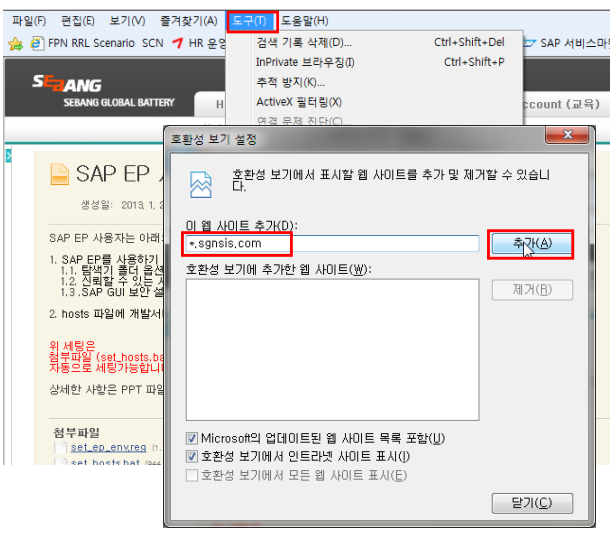 파일(F) 편집(E) 보기(V) 즐겨찾기(A) 도구(T) 도움말(H)
FPN RRL Scenario SCN HR 운영
검색 기록 삭제(D)... Ctrl+Shift+Del
SAP 서비스마
InPrivate 브라우징(I) Ctrl+Shift+P
추적 방지(K)...
ActiveX 필터링(X)
연결 문제 진단(C)...
SEBANG
SEBANG GLOBAL BATTERY
H
ccount (교육)
호환성 보기 설정
호환성 보기에서 표시할 웹 사이트를 추가 및 제거할 수 있습니
다.
SAP EP
생성일: 2013, 1, 2
이 웹 사이트 추가(D):
*.sgnsis.com
추가(A)
호환성 보기에 추가한 웹 사이트(W):
제거(R)
SAP EP 사용자는 아래
1. SAP EP를 사용하기
1.1. 탐색기 폴더 옵션
1.2. 신뢰할 수 있는 사
1.3 .SAP GUI 보안 설
2. hosts 파일에 개발서
위 세팅은
첨부파일 (set_hosts.ba
자동으로 세팅가능합니
상세한 사항은 PPT 파일
첨부파일
set_ep_env.reg (1.
set_hosts.bat
Microsoft의 업데이트된 웹 사이트 목록 포함(U)
호환성 보기에서 인트라넷 사이트 표시(I)
호환성 보기에서 모든 웹 사이트 표시(E)
닫기(C)